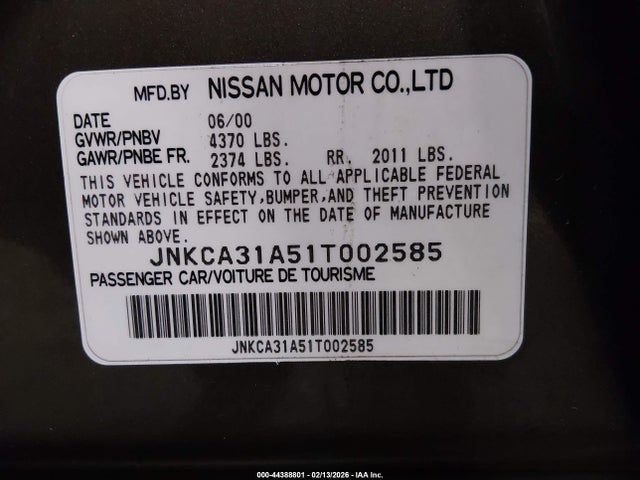 MFD.BY NISSAN MOTOR CO.,LTD
DATE 06/00
GVWR/PNBV 4370 LBS.
GAWR/PNBE FR. 2374 LBS. RR. 2011 LBS.
THIS VEHICLE CONFORMS TO ALL APPLICABLE FEDERAL
MOTOR VEHICLE SAFETY,BUMPER,AND THEFT PREVENTION
STANDARDS IN EFFECT ON THE DATE OF MANUFACTURE
SHOWN ABOVE.
JNKCA31A51T002585
PASSENGER CAR/VOITURE DE TOURISME
JNKCA31A51T002585
000-44388801 - 02/13/2026 - IAA Inc.